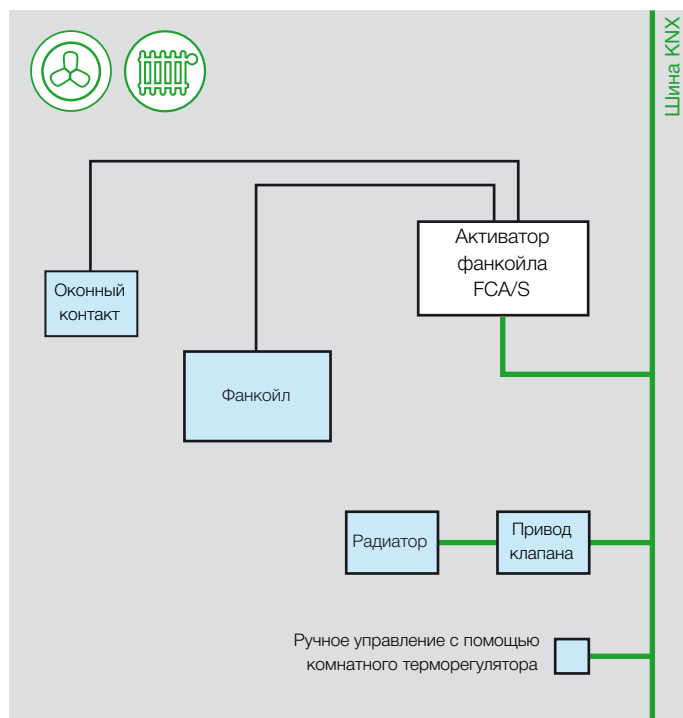 Шина KNX
Активатор
фанкойла
FCA/S
Оконный
контакт
Фанкойл
Радиатор
Привод
клапана
Ручное управление с помощью
комнатного терморегулятора